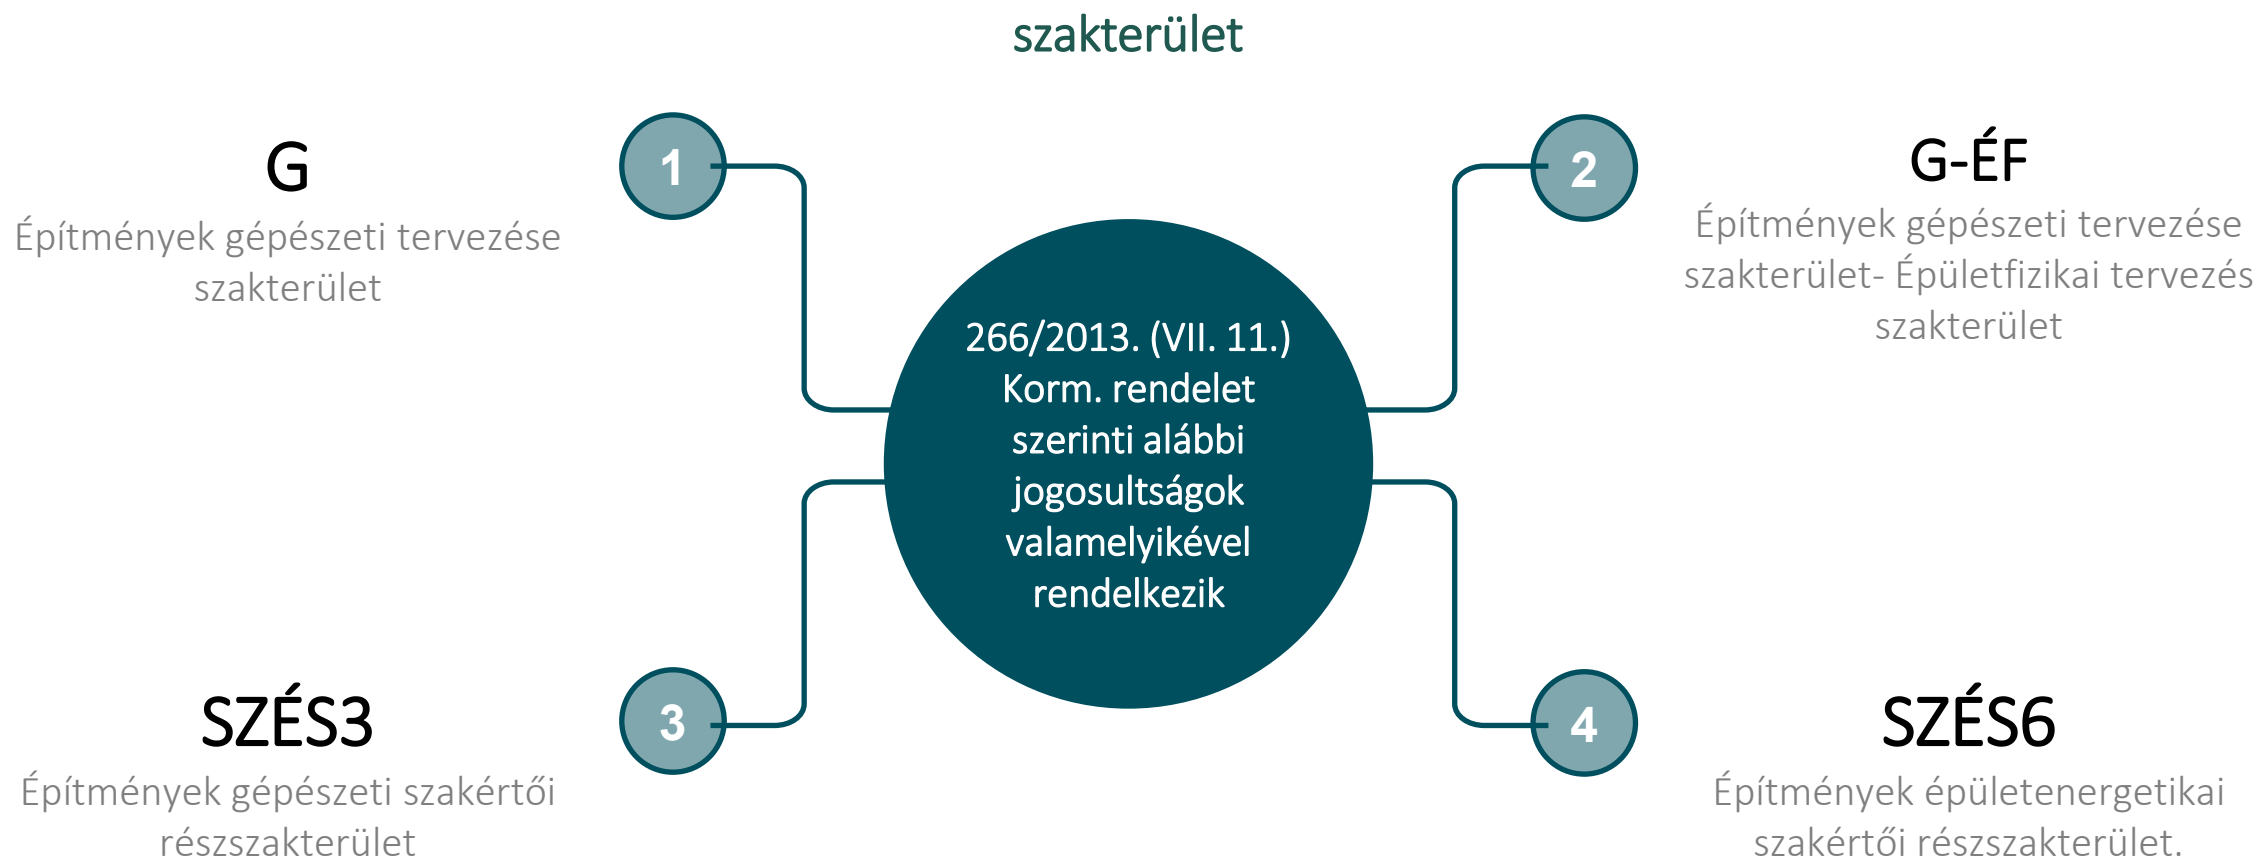 szakterület
1
G
Építmények gépészeti tervezése
szakterület
2
G-ÉF
Építmények gépészeti tervezése
szakterület- Épületfizikai tervezés
szakterület
266/2013. (VII. 11.)
Korm. rendelet
szerinti alábbi
jogosultságok
valamelyikével
rendelkezik
3
SZÉS3
Építmények gépészeti szakértői
részszakterület
4
SZÉS6
Építmények épületenergetikai
szakértői részszakterület.